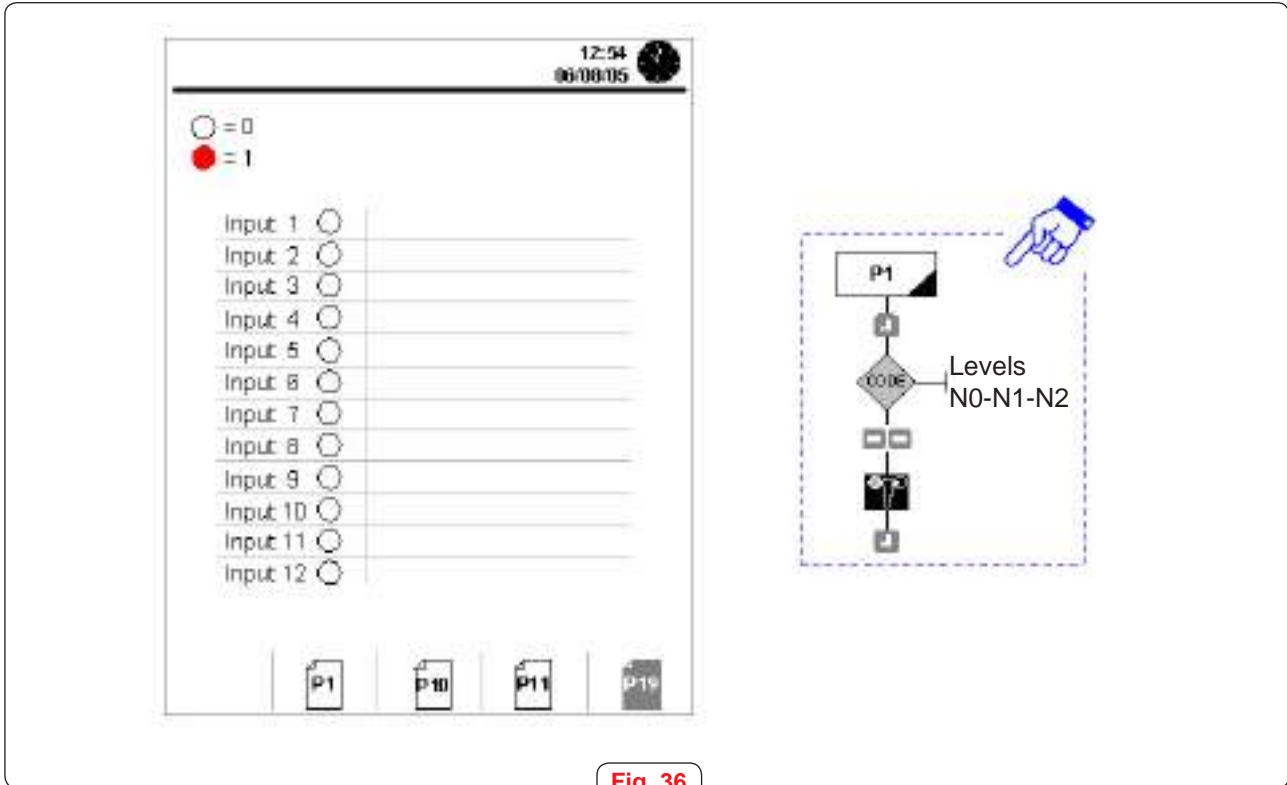 12:54
06/08/05
= 0
= 1
Input 1
Input 2
Input 3
Input 4
Input 5
Input 6
Input 7
Input 8
Input 9
Input 10
Input 11
Input 12
P1
P10
P11
P19
P1
CODE
Levels
N0-N1-N2
Fig. 36